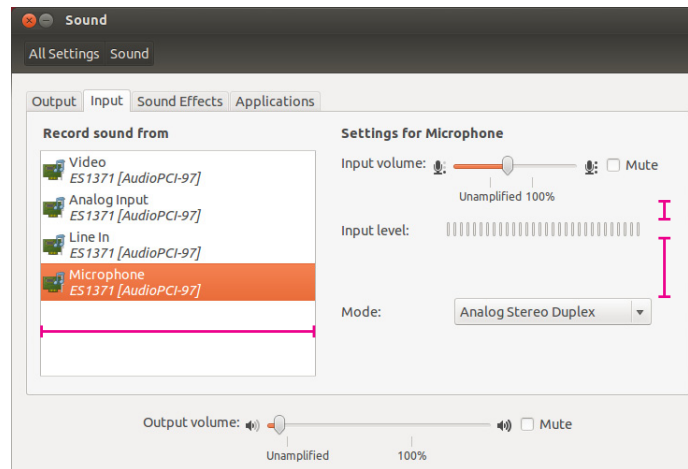 Sound
All Settings Sound
Output Input Sound Effects Applications
Record sound from
Video
ES1371 [AudioPCI-97]
Analog Input
ES1371 [AudioPCI-97]
Line In
ES1371 [AudioPCI-97]
Microphone
ES1371 [AudioPCI-97]
Settings for Microphone
Input volume: Mute
Unamplified 100%
Input level:
Mode: Analog Stereo Duplex
Output volume: Mute
Unamplified 100%